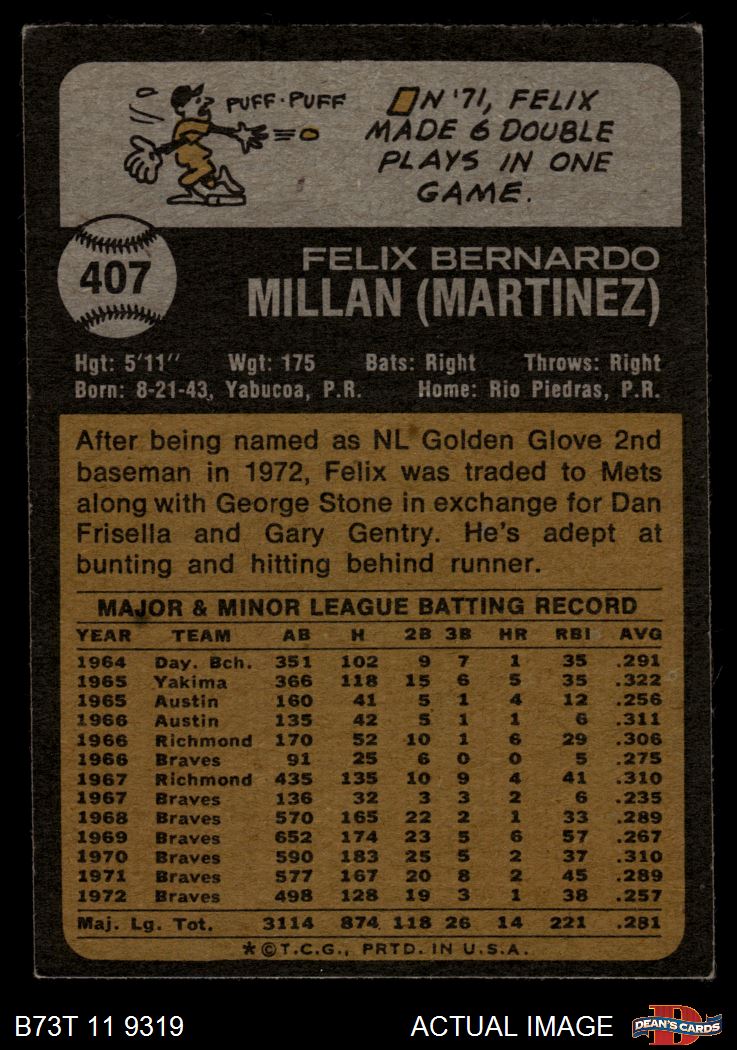 PUFF-PUFF
ON '71, FELIX
MADE 6 DOUBLE
PLAYS IN ONE
GAME.
407
FELIX BERNARDO
MILLAN (MARTINEZ)
Hgt: 5'11" Wgt: 175 Bats: Right Throws: Right
Born: 8-21-43, Yabucoa, P.R. Home: Rio Piedras, P.R.
After being named as NL Golden Glove 2nd
baseman in 1972, Felix was traded to Mets
along with George Stone in exchange for Dan
Frisella and Gary Gentry. He's adept at
bunting and hitting behind runner.
MAJOR & MINOR LEAGUE BATTING RECORD
YEAR TEAM AB H 2B 3B HR RBI AVG
1964 Day. Bch. 351 102 9 7 1 35 .291
1965 Yakima 366 118 15 6 5 35 .322
1965 Austin 160 41 5 1 4 12 .256
1966 Austin 135 42 5 1 1 6 .311
1966 Richmond 170 52 10 1 6 29 .306
1966 Braves 91 25 6 0 0 5 .275
1967 Richmond 435 135 10 9 4 41 .310
1967 Braves 136 32 3 3 2 6 .235
1968 Braves 570 165 22 2 1 33 .289
1969 Braves 652 174 23 5 6 57 .267
1970 Braves 590 183 25 5 2 37 .310
1971 Braves 577 167 20 8 2 45 .289
1972 Braves 498 128 19 3 1 38 .257
Maj. Lg. Tot. 3114 874 118 26 14 221 .281
*©T.C.G., PRTD. IN U.S.A.
B73T 11 9319 ACTUAL IMAGE DEAN'S CARDS